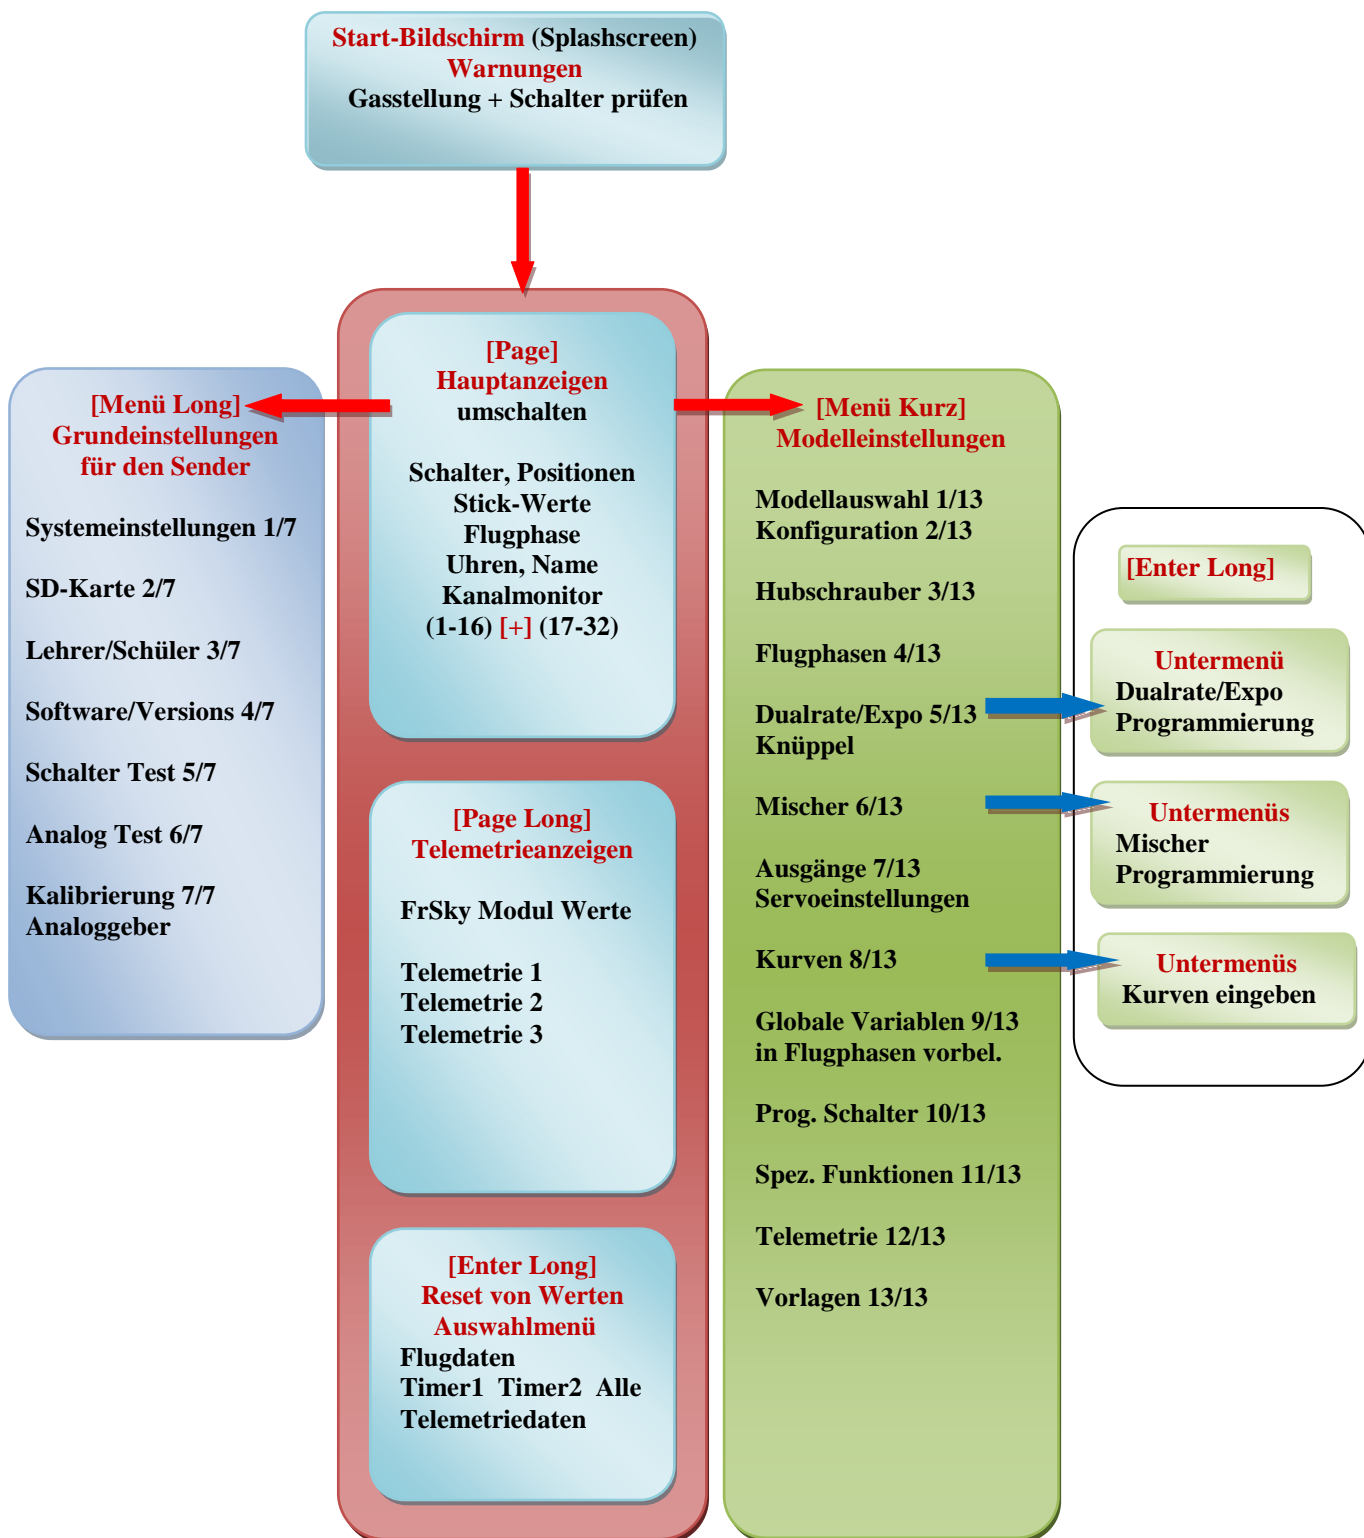 Start-Bildschirm (Splashscreen)
Warnungen
Gasstellung + Schalter prüfen
[Menü Long]
Grundeinstellungen
für den Sender
Systemeinstellungen 1/7
SD-Karte 2/7
Lehrer/Schüler 3/7
Software/Versions 4/7
Schalter Test 5/7
Analog Test 6/7
Kalibrierung 7/7
Analoggeber
[Page]
Hauptanzeigen
umschalten
Schalter, Positionen
Stick-Werte
Flugphase
Uhren, Name
Kanalmonitor
(1-16) [+] (17-32)
[Page Long]
Telemetrieanzeigen
FrSky Modul Werte
Telemetrie 1
Telemetrie 2
Telemetrie 3
[Enter Long]
Reset von Werten
Auswahlmenü
Flugdaten
Timer1 Timer2 Alle
Telemetriedaten
[Menü Kurz]
Modelleinstellungen
Modellauswahl 1/13
Konfiguration 2/13
Hubschrauber 3/13
Flugphasen 4/13
Dualrate/Expo 5/13
Knüppel
Mischer 6/13
Ausgänge 7/13
Servoeinstellungen
Kurven 8/13
Globale Variablen 9/13
in Flugphasen vorbel.
Prog. Schalter 10/13
Spez. Funktionen 11/13
Telemetrie 12/13
Vorlagen 13/13
[Enter Long]
Untermenü
Dualrate/Expo
Programmierung
Untermenüs
Mischer
Programmierung
Untermenüs
Kurven eingeben